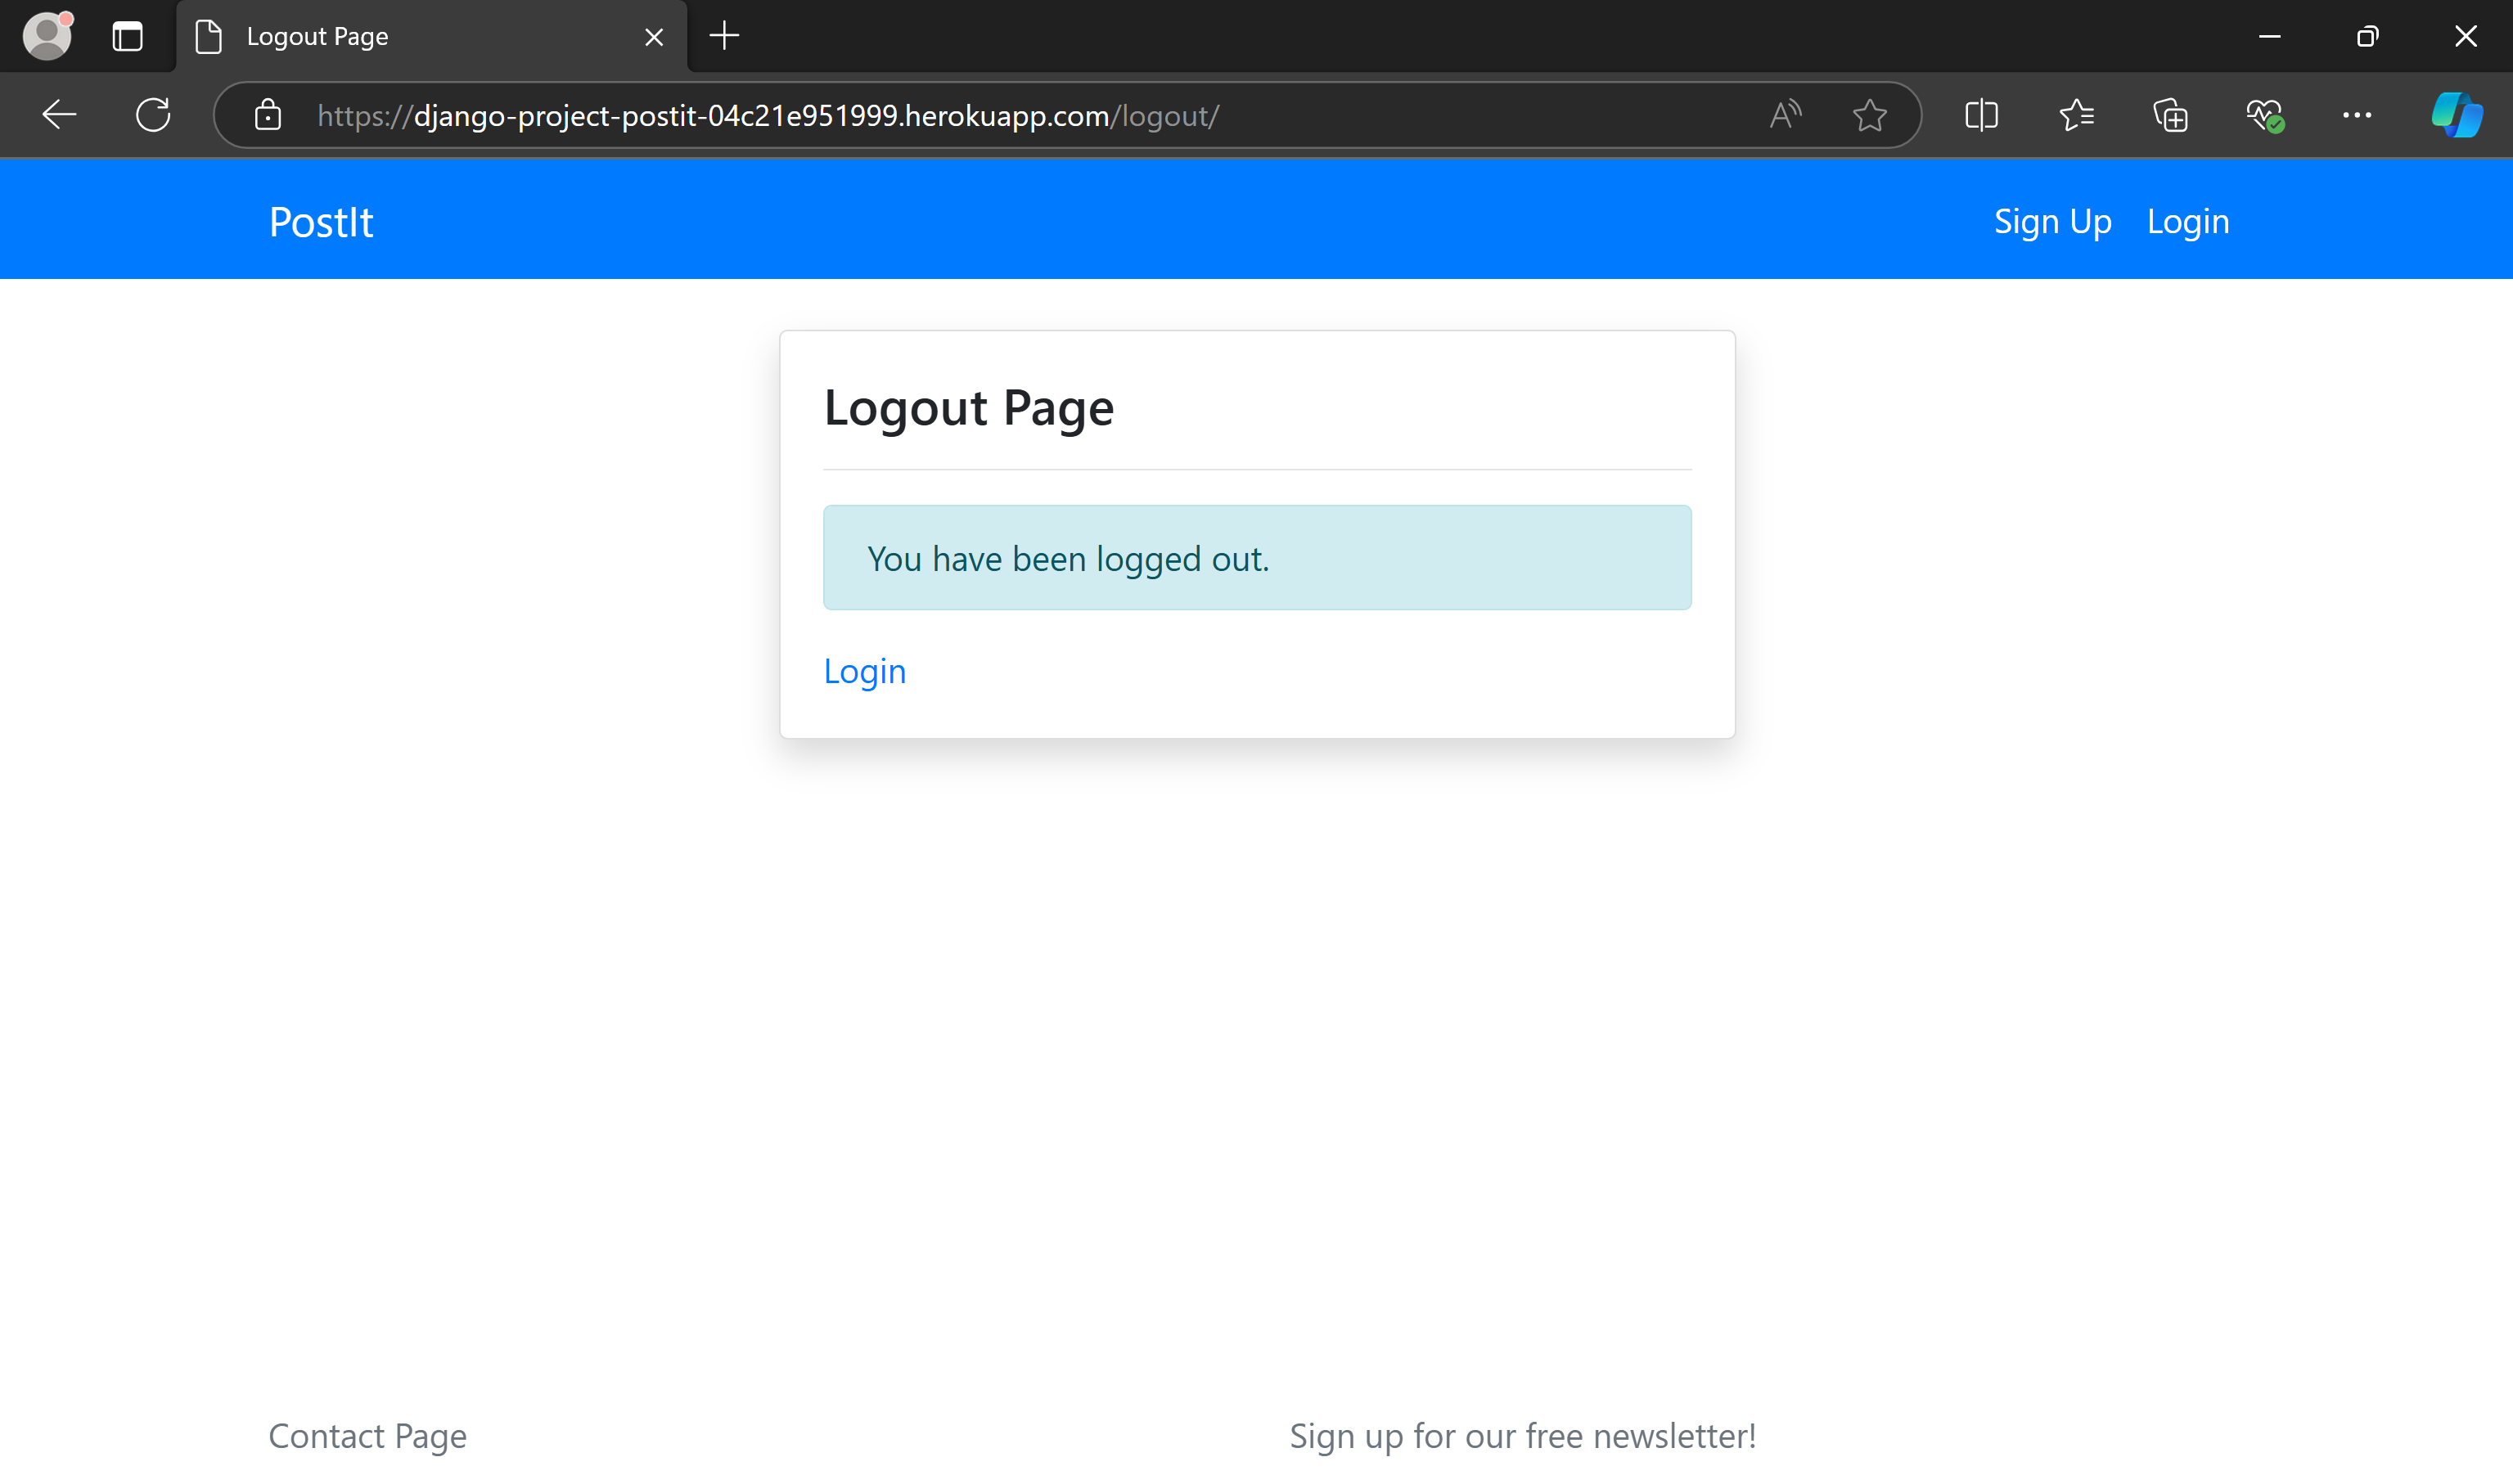 Logout Page
https://django-project-postit-04c21e951999.herokuapp.com/logout/
PostIt
Sign Up Login
Logout Page
You have been logged out.
Login
Contact Page
Sign up for our free newsletter!